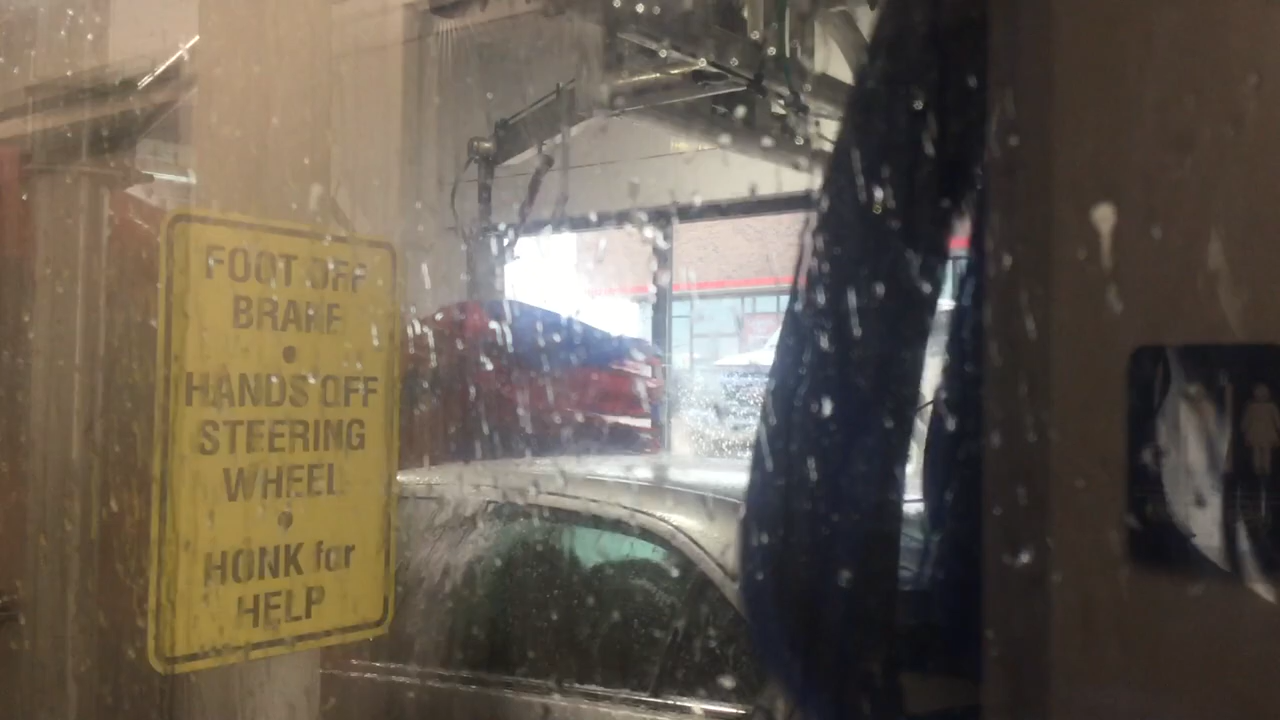 FOOT OFF
BRAKE
•
HANDS OFF
STEERING
WHEEL
•
HONK for
HELP